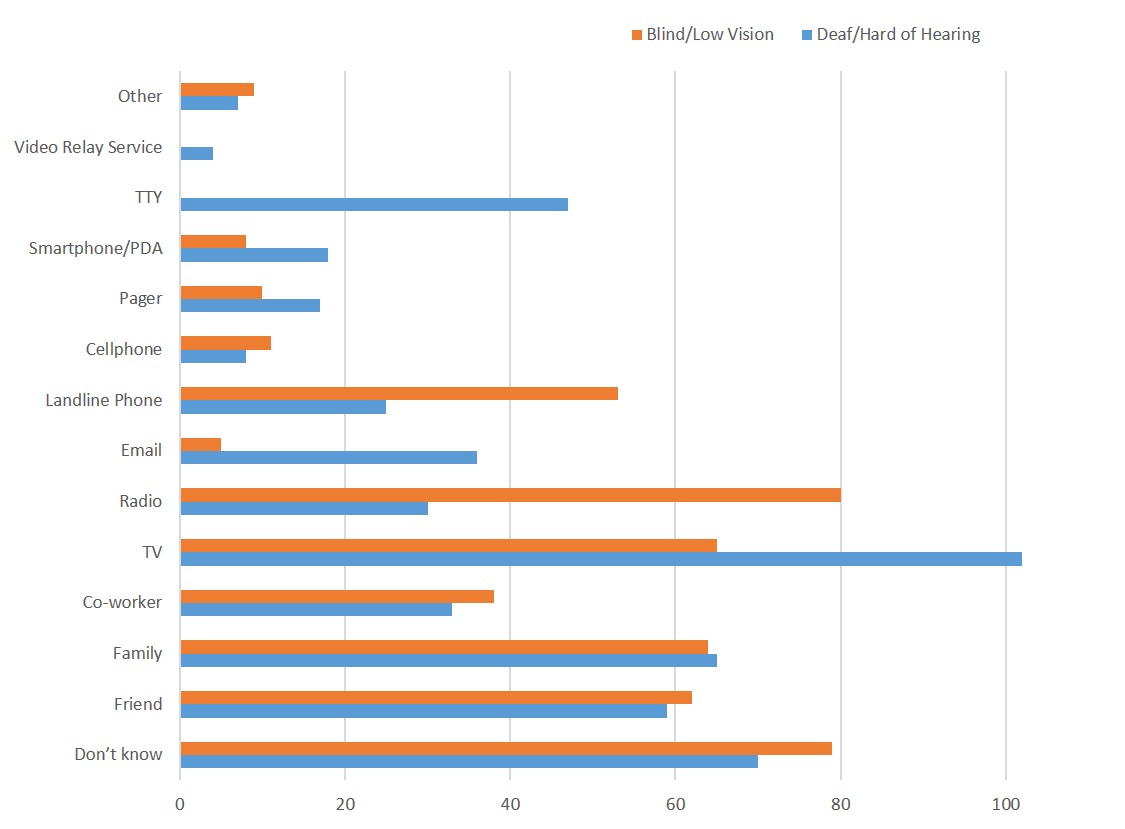 Blind/Low Vision Deaf/Hard of Hearing
Other
Video Relay Service
TTY
Smartphone/PDA
Pager
Cellphone
Landline Phone
Email
Radio
TV
Co-worker
Family
Friend
Don’t know
0 20 40 60 80 100